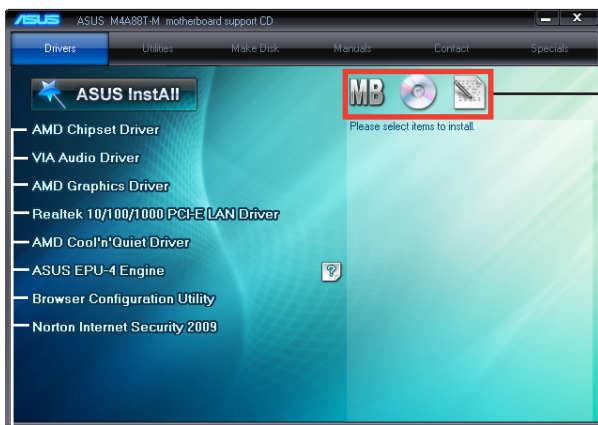 ASUS ASUS M4A88T-M motherboard support CD
Drivers Utilities Make Disk Manuals Contact Specials
ASUS InstAll
MB
Please select items to install.
AMD Chipset Driver
VIA Audio Driver
AMD Graphics Driver
Realtek 10/100/1000 PCI-E LAN Driver
AMD Cool'n'Quiet Driver
ASUS EPU-4 Engine
?
Browser Configuration Utility
Norton Internet Security 2009